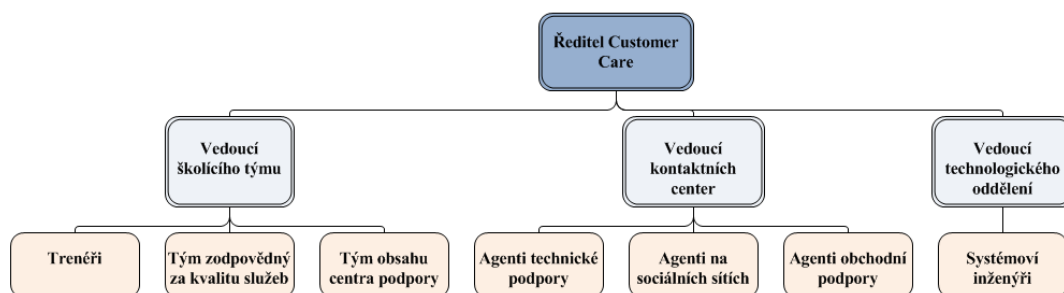 Ředitel Customer
Care
Vedoucí
školícího týmu
Vedoucí
kontaktních
center
Vedoucí
technologického
oddělení
Trenéři
Tým zodpovědný
za kvalitu služeb
Tým obsahu
centra podpory
Agenti technické
podpory
Agenti na
sociálních sítích
Agenti obchodní
podpory
Systémoví
inženýři